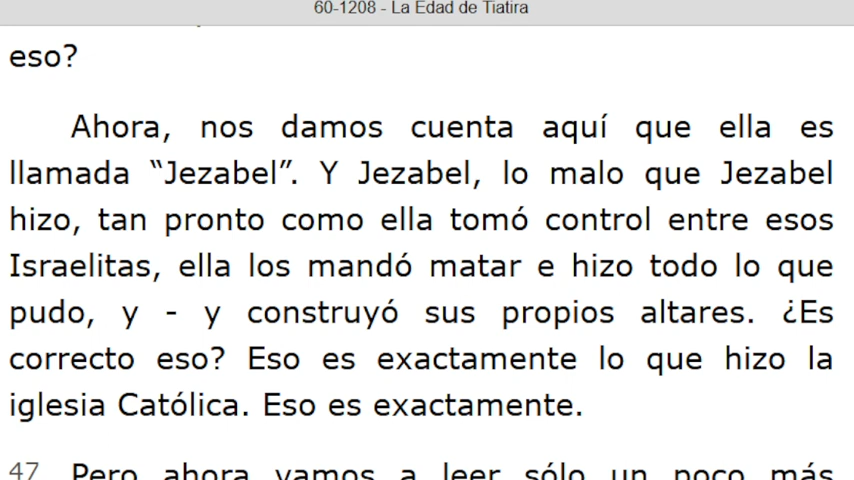 60-1208 - La Edad de Tiatira
eso?
Ahora, nos damos cuenta aquí que ella es
llamada “Jezabel”. Y Jezabel, lo malo que Jezabel
hizo, tan pronto como ella tomó control entre esos
Israelitas, ella los mandó matar e hizo todo lo que
pudo, y - y construyó sus propios altares. ¿Es
correcto eso? Eso es exactamente lo que hizo la
iglesia Católica. Eso es exactamente.
47 Pero ahora vamos a leer sólo un poco más